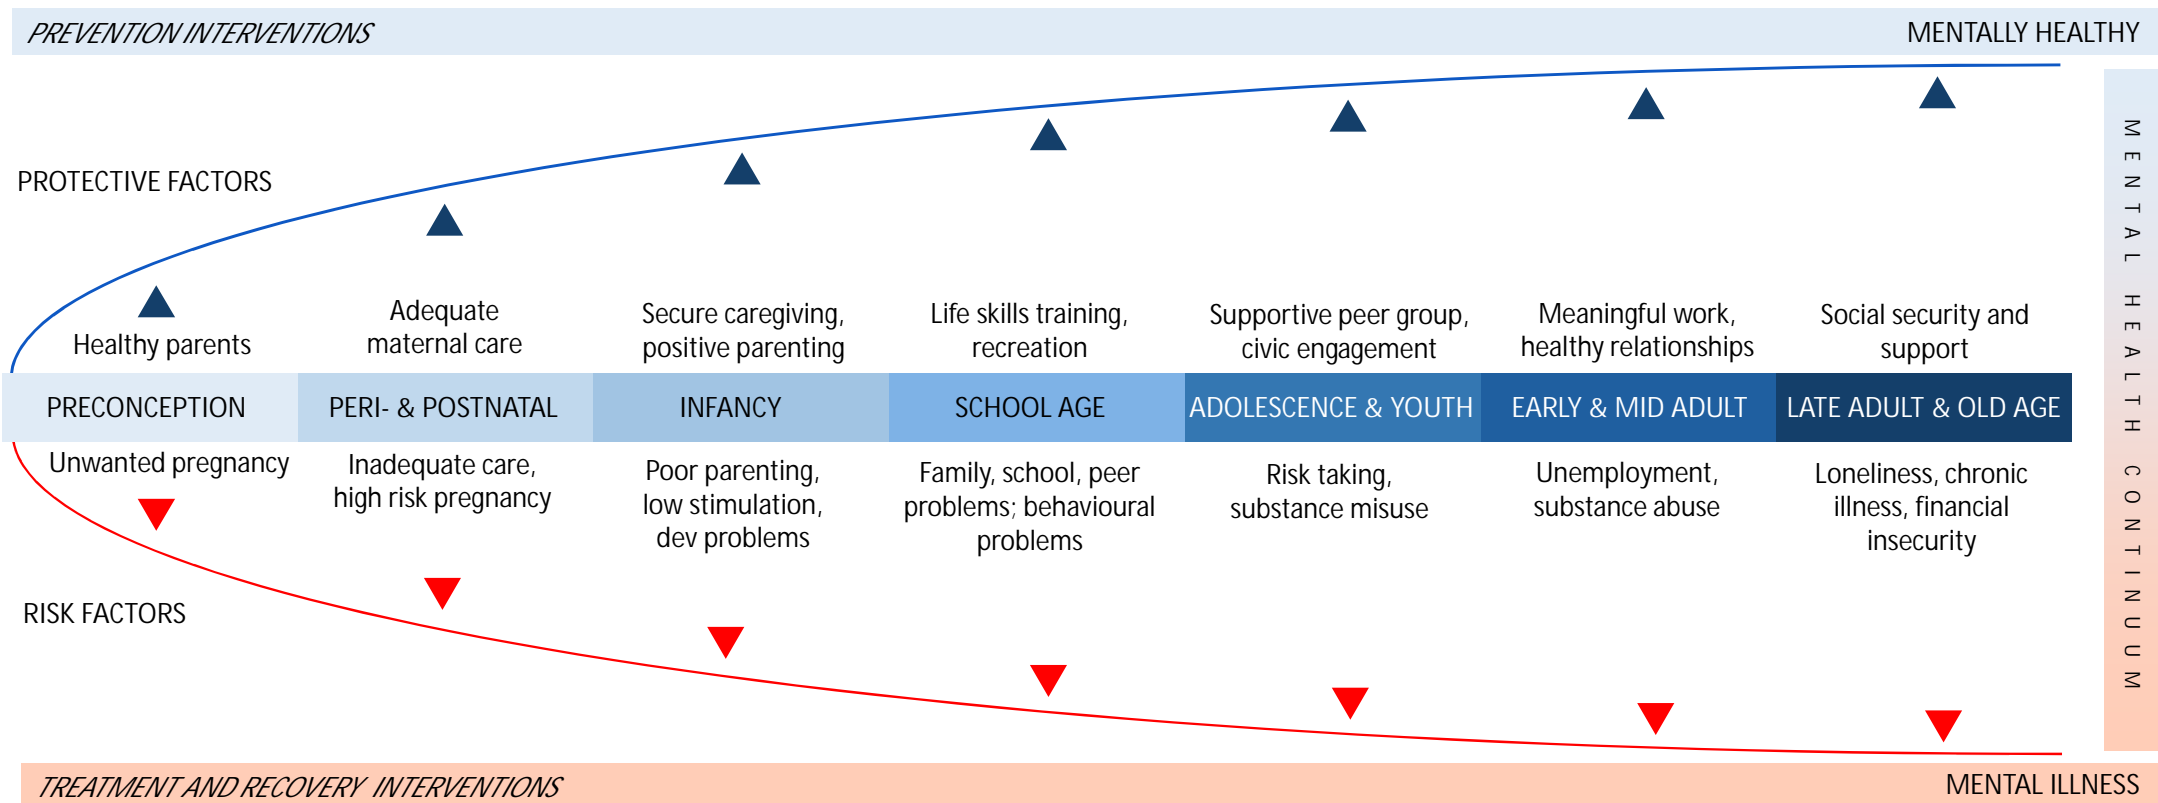 PREVENTION INTERVENTIONS
MENTALLY HEALTHY
PROTECTIVE FACTORS
Healthy parents
Adequate
maternal care
Secure caregiving,
positive parenting
Life skills training,
recreation
Supportive peer group,
civic engagement
Meaningful work,
healthy relationships
Social security and
support
PRECONCEPTION
PERI- & POSTNATAL
INFANCY
SCHOOL AGE
ADOLESCENCE & YOUTH
EARLY & MID ADULT
LATE ADULT & OLD AGE
Unwanted pregnancy
Inadequate care,
high risk pregnancy
Poor parenting,
low stimulation,
dev problems
Family, school, peer
problems; behavioural
problems
Risk taking,
substance misuse
Unemployment,
substance abuse
Loneliness, chronic
illness, financial
insecurity
RISK FACTORS
MENTAL HEALTH CONTINUUM
TREATMENT AND RECOVERY INTERVENTIONS
MENTAL ILLNESS